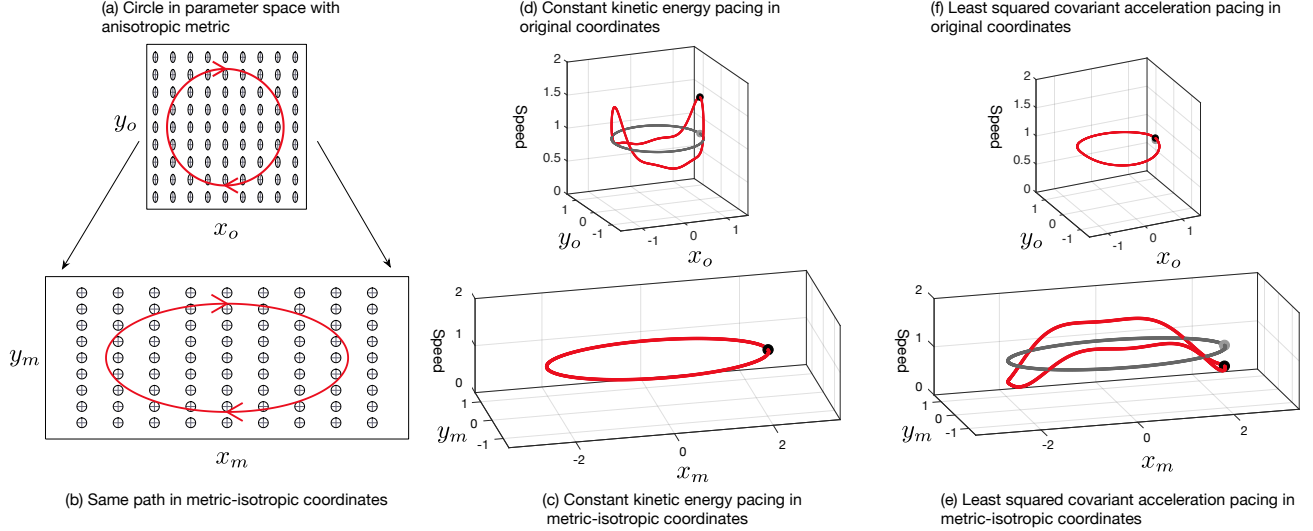 (a) Circle in parameter space with
anisotropic metric
y_o
x_o
y_m
x_m
(b) Same path in metric-isotropic coordinates
(d) Constant kinetic energy pacing in
original coordinates
2
1.5
1
0.5
0
Speed
1
0
-1
y_o
-1
0
1
x_o
2
1
0
Speed
1
0
-1
y_m
-2
0
2
x_m
(c) Constant kinetic energy pacing in
metric-isotropic coordinates
(f) Least squared covariant acceleration pacing in
original coordinates
2
1.5
1
0.5
0
Speed
1
0
-1
y_o
-1
0
1
x_o
2
1
0
Speed
1
0
-1
y_m
-2
0
2
x_m
(e) Least squared covariant acceleration pacing in
metric-isotropic coordinates